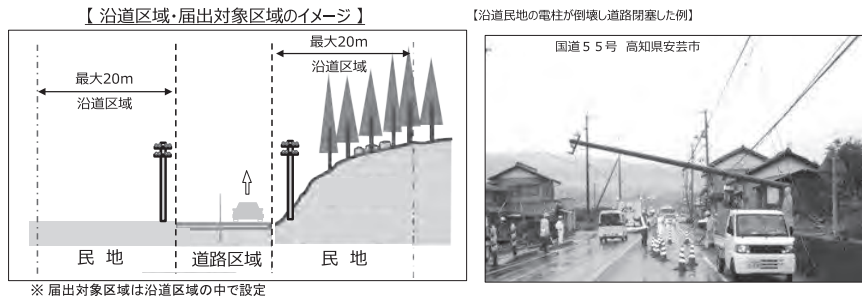 【 沿道区域・届出対象区域のイメージ 】
最大20m
沿道区域
最大20m
沿道区域
民 地
道路区域
民 地
※ 届出対象区域は沿道区域の中で設定
【沿道民地の電柱が倒壊し道路閉塞した例】
国道５５号 高知県安芸市